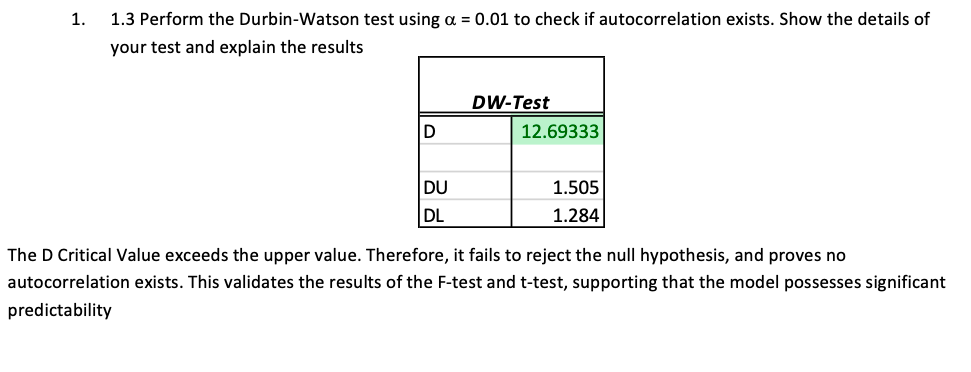 1. 1.3 Perform the Durbin-Watson test using α = 0.01 to check if autocorrelation exists. Show the details of
your test and explain the results
DW-Test
D 12.69333
DU 1.505
DL 1.284
The D Critical Value exceeds the upper value. Therefore, it fails to reject the null hypothesis, and proves no
autocorrelation exists. This validates the results of the F-test and t-test, supporting that the model possesses significant
predictability